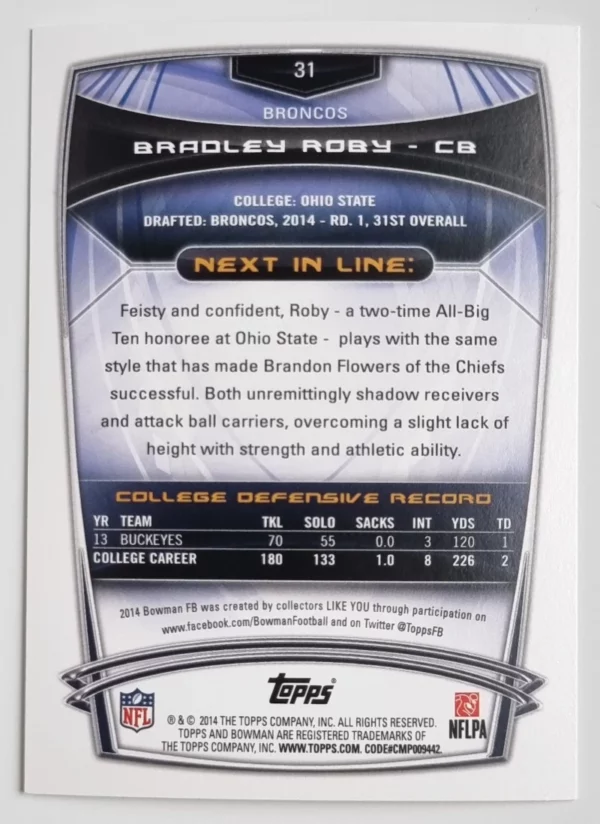 31
BRONCOS
BRADLEY ROBY - CB
COLLEGE: OHIO STATE
DRAFTED: BRONCOS, 2014 - RD. 1, 31ST OVERALL
NEXT IN LINE:
Feisty and confident, Roby - a two-time All-Big
Ten honoree at Ohio State - plays with the same
style that has made Brandon Flowers of the Chiefs
successful. Both unremittingly shadow receivers
and attack ball carriers, overcoming a slight lack of
height with strength and athletic ability.
COLLEGE DEFENSIVE RECORD
YR TEAM TKL SOLO SACKS INT YDS TD
13 BUCKEYES 70 55 0.0 3 120 1
COLLEGE CAREER 180 133 1.0 8 226 2
2014 Bowman FB was created by collectors LIKE YOU through participation on
www.facebook.com/BowmanFootball and on Twitter @ToppsFB
Topps®
NFL
NFLPA
® & © 2014 THE TOPPS COMPANY, INC. ALL RIGHTS RESERVED.
TOPPS AND BOWMAN ARE REGISTERED TRADEMARKS OF
THE TOPPS COMPANY, INC. WWW.TOPPS.COM. CODE#CMP009442.